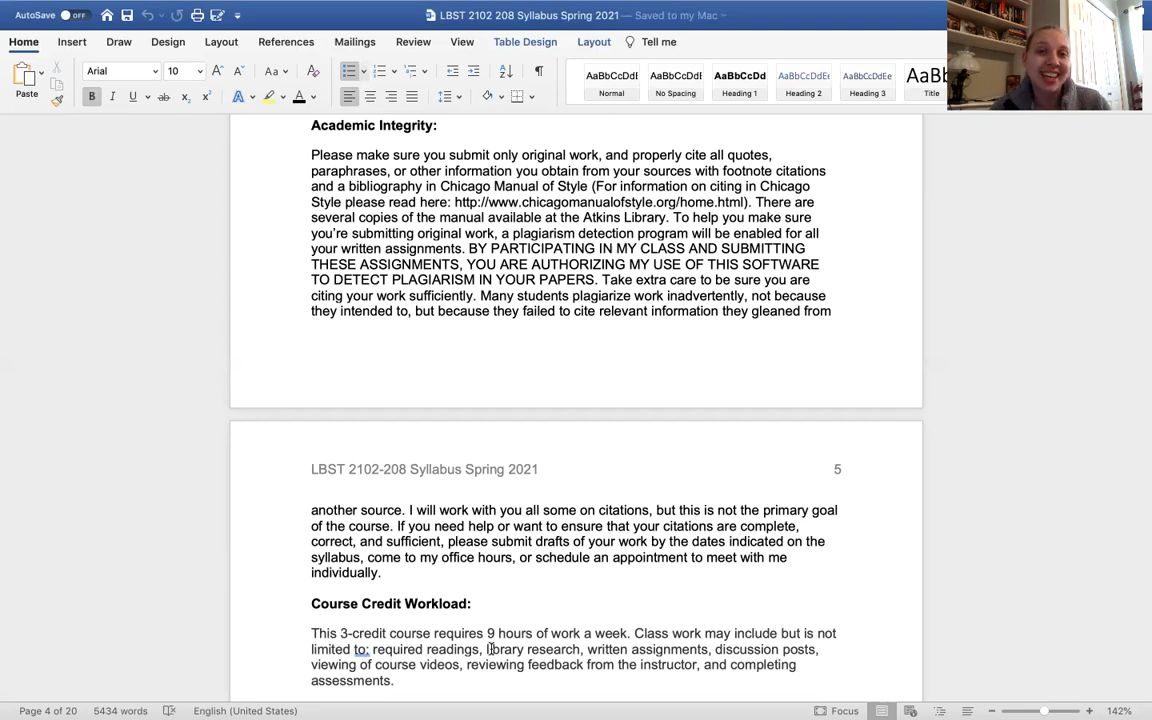 AutoSave OFF LBST 2102 208 Syllabus Spring 2021 — Saved to my Mac
Home Insert Draw Design Layout References Mailings Review View Table Design Layout Tell me
Paste Arial 10 Aa A
B I U ab x₂ x² A A
AaBbCcDdE AaBbCcDdE AaBbCcDd AaBbCcDdEe AaBbCcDdEe AaBb
Normal No Spacing Heading 1 Heading 2 Heading 3 Title
Academic Integrity:
Please make sure you submit only original work, and properly cite all quotes,
paraphrases, or other information you obtain from your sources with footnote citations
and a bibliography in Chicago Manual of Style (For information on citing in Chicago
Style please read here: http://www.chicagomanualofstyle.org/home.html). There are
several copies of the manual available at the Atkins Library. To help you make sure
you're submitting original work, a plagiarism detection program will be enabled for all
your written assignments. BY PARTICIPATING IN MY CLASS AND SUBMITTING
THESE ASSIGNMENTS, YOU ARE AUTHORIZING MY USE OF THIS SOFTWARE
TO DETECT PLAGIARISM IN YOUR PAPERS. Take extra care to be sure you are
citing your work sufficiently. Many students plagiarize work inadvertently, not because
they intended to, but because they failed to cite relevant information they gleaned from
LBST 2102-208 Syllabus Spring 2021 5
another source. I will work with you all some on citations, but this is not the primary goal
of the course. If you need help or want to ensure that your citations are complete,
correct, and sufficient, please submit drafts of your work by the dates indicated on the
syllabus, come to my office hours, or schedule an appointment to meet with me
individually.
Course Credit Workload:
This 3-credit course requires 9 hours of work a week. Class work may include but is not
limited to: required readings, library research, written assignments, discussion posts,
viewing of course videos, reviewing feedback from the instructor, and completing
assessments.
Page 4 of 20 5434 words English (United States) Focus 142%